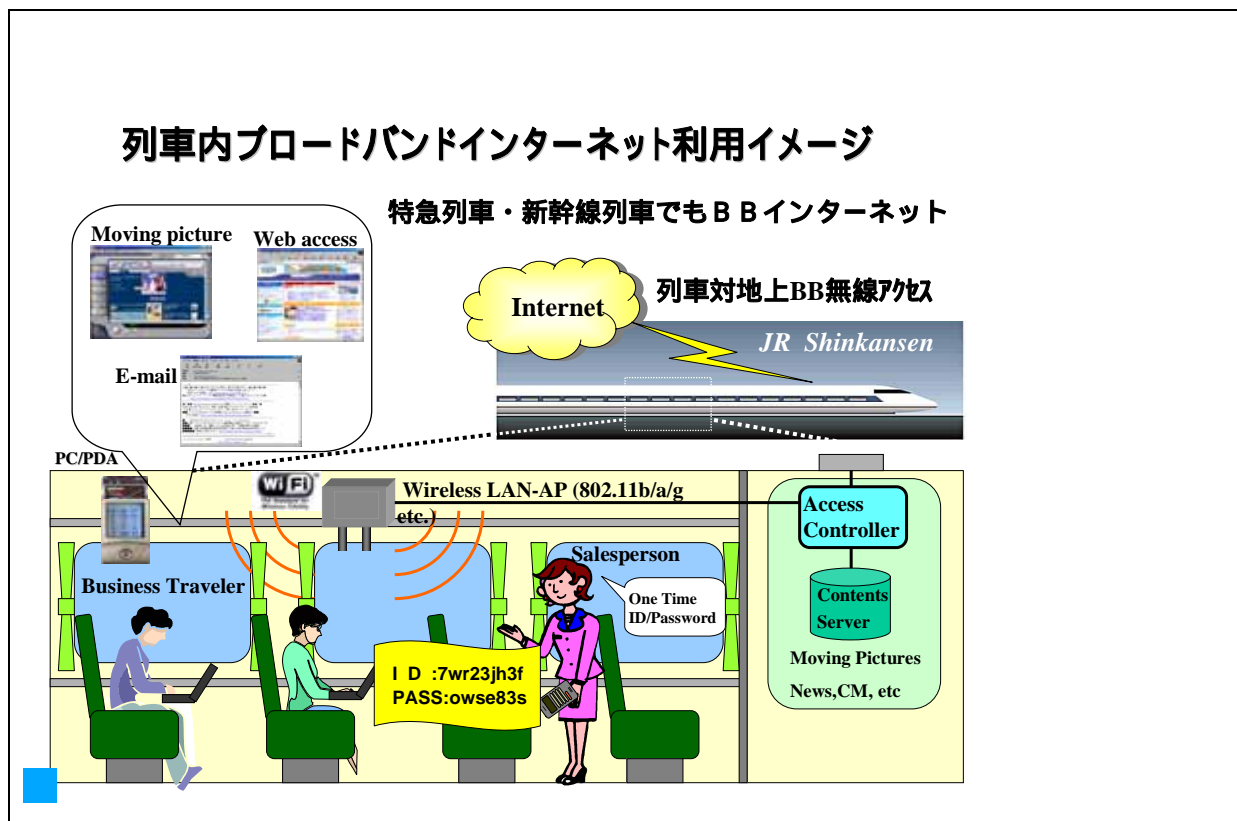 列車内ブロードバンドインターネット利用イメージ
特急列車・新幹線列車でもＢＢインターネット
Moving picture
Web access
E-mail
Internet
列車対地上BB無線ｱｸｾｽ
JR Shinkansen
PC/PDA
Wi Fi
Wireless LAN-AP (802.11b/a/g
etc.)
Access
Controller
Business Traveler
Salesperson
One Time
ID/Password
Contents
Server
I D :7wr23jh3f
PASS:owse83s
Moving Pictures
News,CM, etc